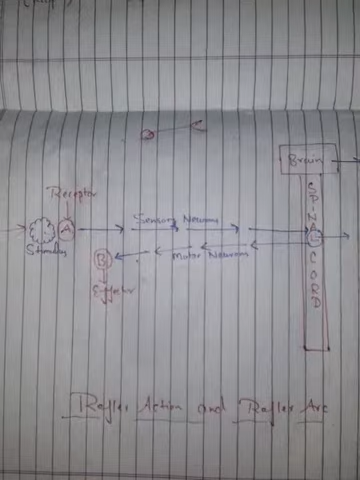 Brain
Receptor
SPINAL CORD
Sensory Neurons
A
Stimulus
Motor Neurons
B
Effector
Reflex Action and Reflex Arc